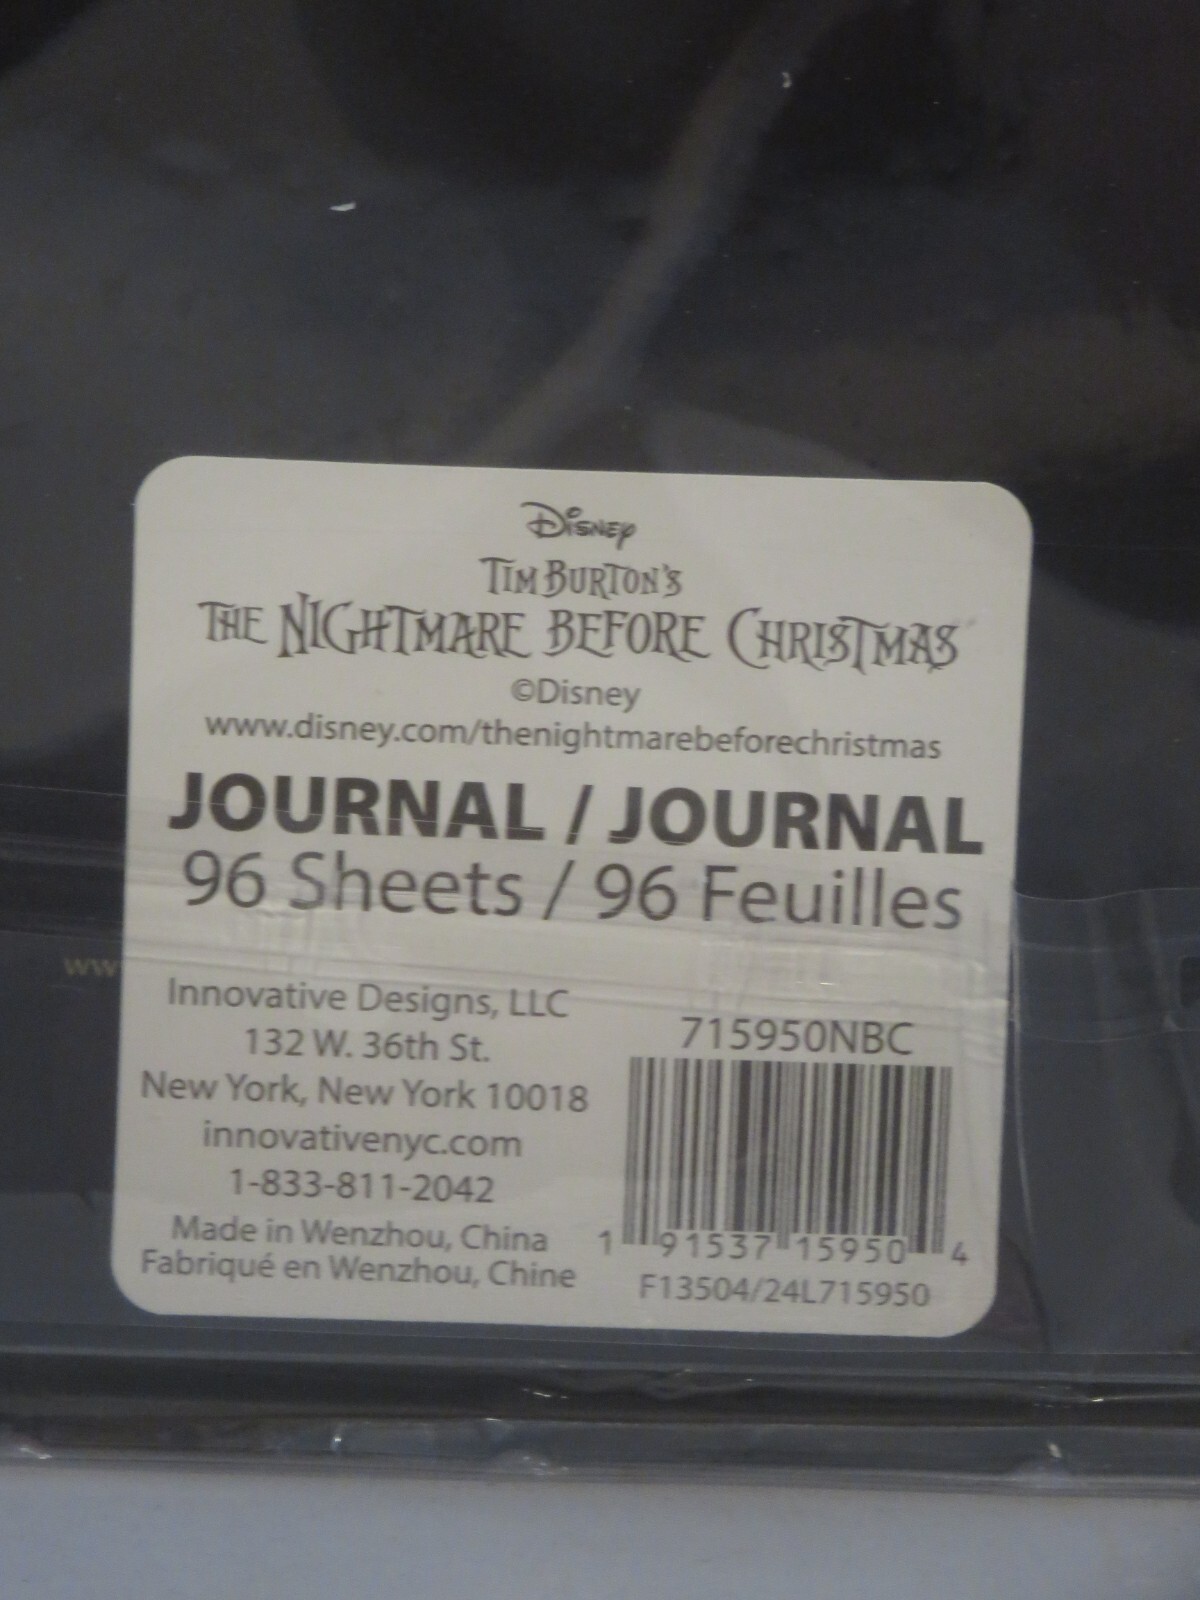 Disney
TIM BURTON'S
THE NIGHTMARE BEFORE CHRISTMAS
©Disney
www.disney.com/thenightmarebeforechristmas
JOURNAL / JOURNAL
96 Sheets / 96 Feuilles
ww
Innovative Designs, LLC
132 W. 36th St.
New York, New York 10018
innovativenyc.com
1-833-811-2042
Made in Wenzhou, China
Fabriqué en Wenzhou, Chine
715950NBC
1 91537 15950 4
F13504/24L715950